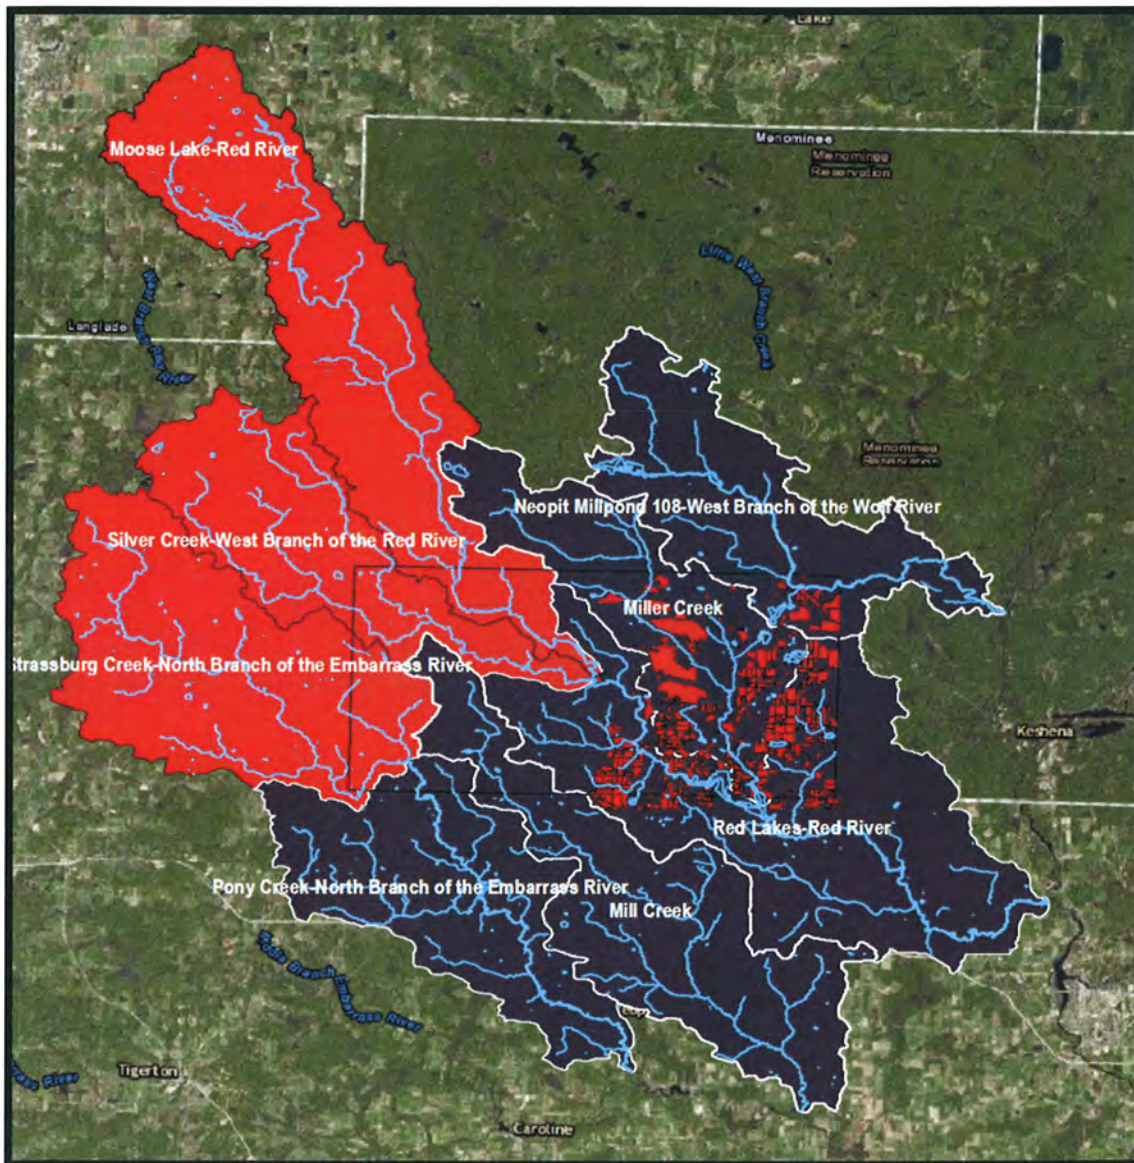 Lake
Moose Lake-Red River
Menominee
Menominee
Reservation
Little West Branch Creek
Langlade
West Branch Red River
Menominee
Reservation
Neopit Millpond 108-West Branch of the Wolf River
Silver Creek-West Branch of the Red River
Miller Creek
Strassburg Creek-North Branch of the Embarrass River
Keshena
Red Lakes-Red River
Pony Creek-North Branch of the Embarrass River
Mill Creek
Middle Branch Embarrass River
Tigerton
River
Caroline